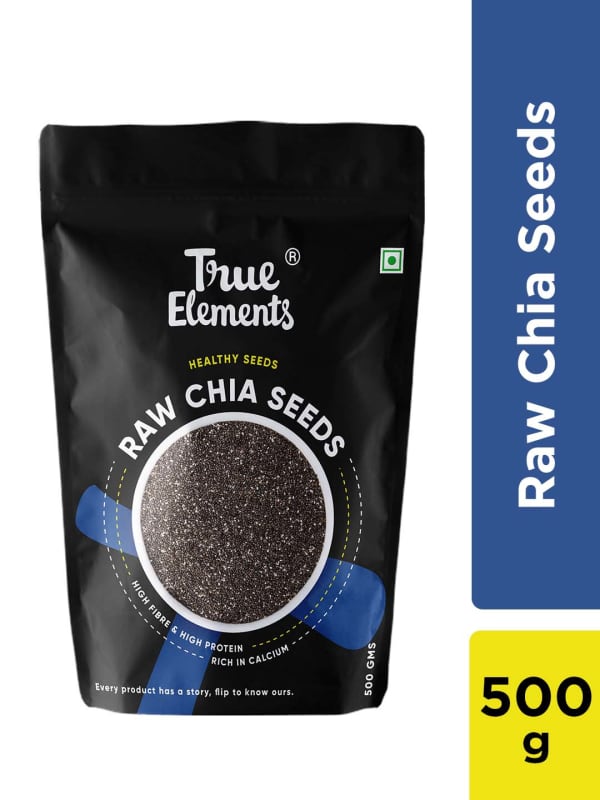 True ®
Elements
HEALTHY SEEDS
RAW CHIA SEEDS
HIGH FIBRE & HIGH PROTEIN
RICH IN CALCIUM
Every product has a story, flip to know ours.
500 GMS
Raw Chia Seeds
500
g